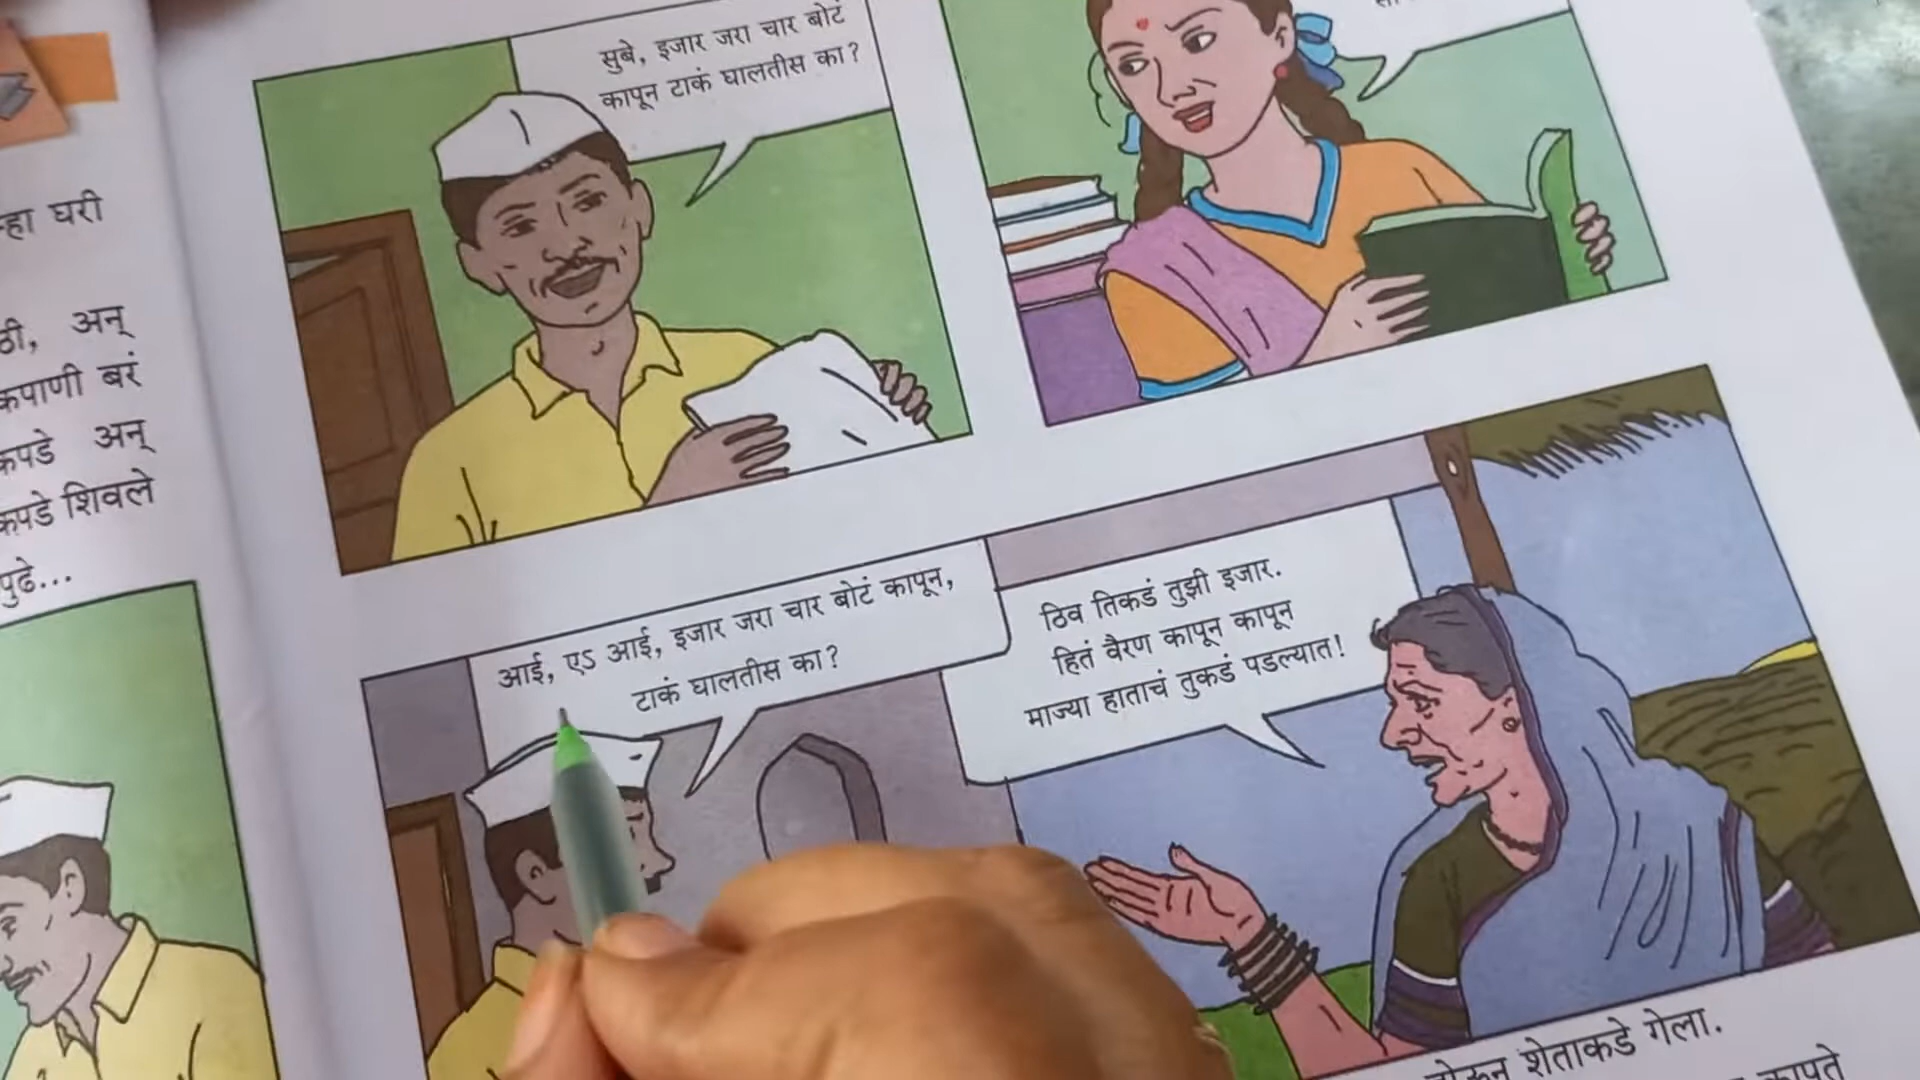 घरी
अन्
बरं
कपडे अन्
कपडे शिवले
पुढे...
सुबे, इजार जरा चार बोटं
कापून टाकं घालतीस का?
आई, एऽ आई, इजार जरा चार बोटं कापून,
टाकं घालतीस का?
ठिव तिकडं तुझी इजार.
हितं वैरण कापून कापून
माज्या हाताचं तुकडं पडल्यात!
शेताकडे गेला.
कापते